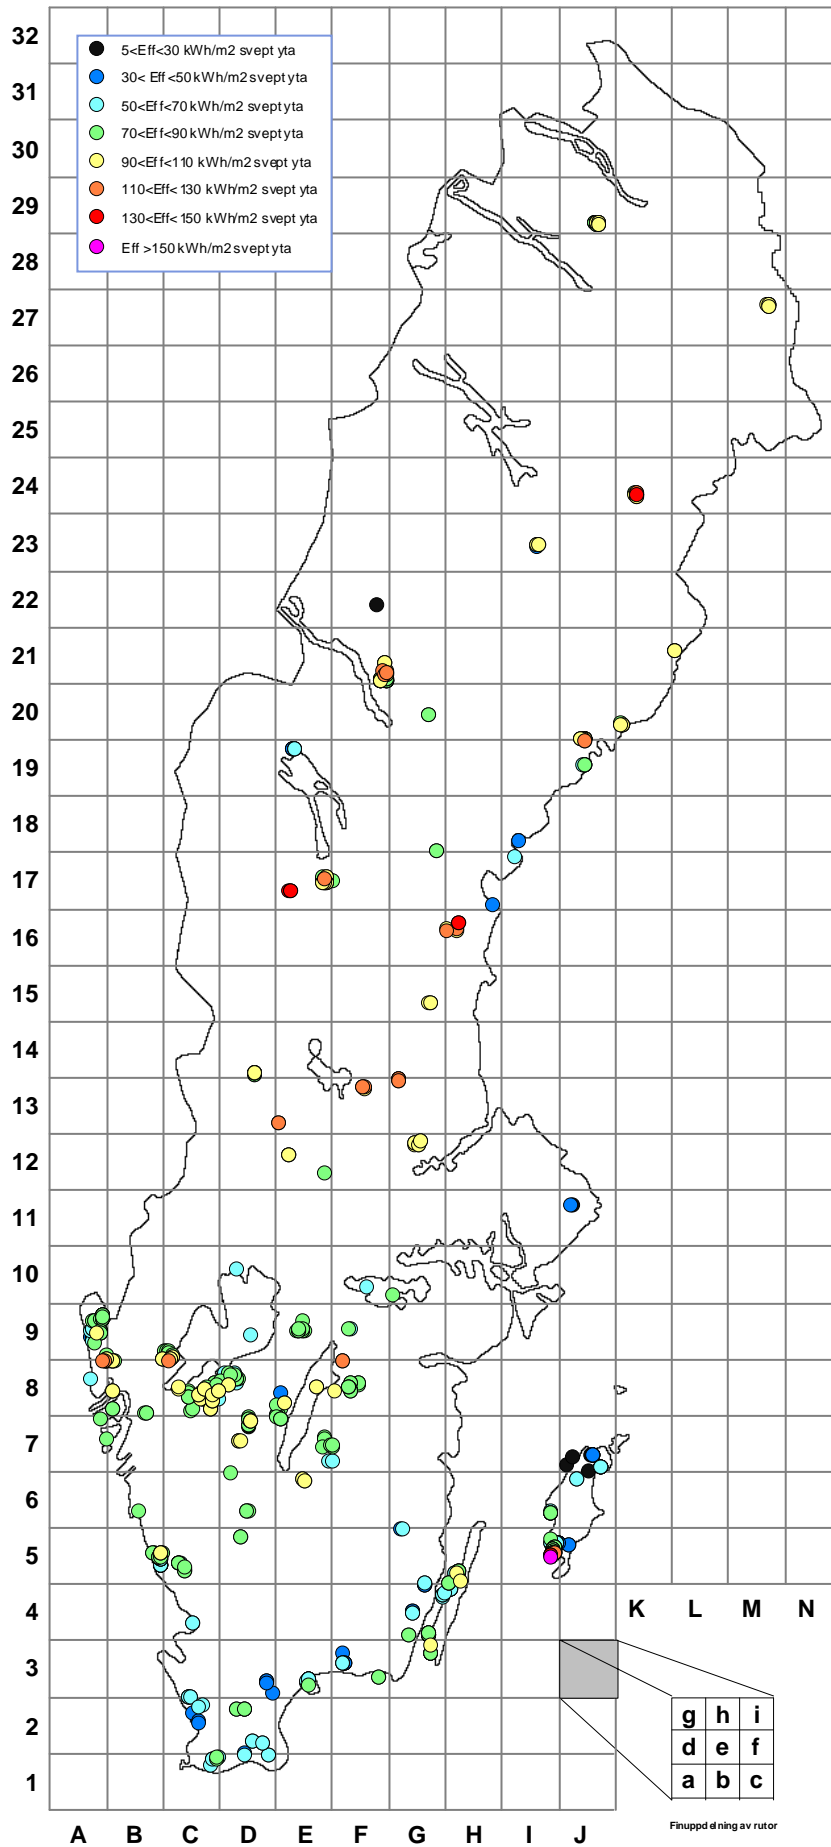 32
31
30
29
28
27
26
25
24
23
22
21
20
19
18
17
16
15
14
13
12
11
10
9
8
7
6
5
4
3
2
1
5<Eff<30 kWh/m2 svept yta
30< Eff<50 kWh/m2 svept yta
50<Eff<70 kWh/m2 svept yta
70<Eff<90 kWh/m2 svept yta
90<Eff<110 kWh/m2 svept yta
110<Eff<130 kWh/m2 svept yta
130<Eff<150 kWh/m2 svept yta
Eff >150 kWh/m2 svept yta
K L M N
g h i
d e f
a b c
Finuppdelning av rutor
A B C D E F G H I J